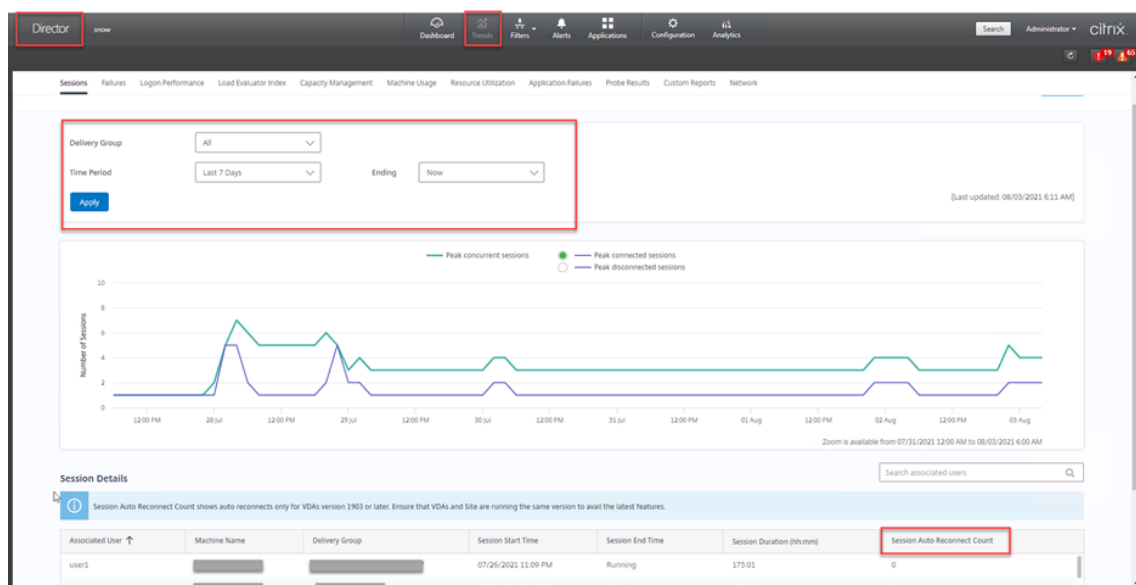 Director
snow
Dashboard
Trends
Filters
Alerts
Applications
Configuration
Analytics
Search
Administrator
citrix
19
65
Sessions
Failures
Logon Performance
Load Evaluator Index
Capacity Management
Machine Usage
Resource Utilization
Application Failures
Probe Results
Custom Reports
Network
Delivery Group
All
Time Period
Last 7 Days
Ending
Now
Apply
[Last updated: 08/03/2021 6:11 AM]
Peak concurrent sessions
Peak connected sessions
Peak disconnected sessions
Number of Sessions
10
8
6
4
2
0
12:00 PM
28 Jul
12:00 PM
29 Jul
12:00 PM
30 Jul
12:00 PM
31 Jul
12:00 PM
01 Aug
12:00 PM
02 Aug
12:00 PM
03 Aug
Zoom is available from 07/31/2021 12:00 AM to 08/03/2021 6:00 AM
Session Details
Search associated users
Session Auto Reconnect Count shows auto reconnects only for VDAs version 1903 or later. Ensure that VDAs and Site are running the same version to avail the latest features.
Associated User
Machine Name
Delivery Group
Session Start Time
Session End Time
Session Duration (hh:mm)
Session Auto Reconnect Count
user1
07/26/2021 11:09 PM
Running
175:01
0